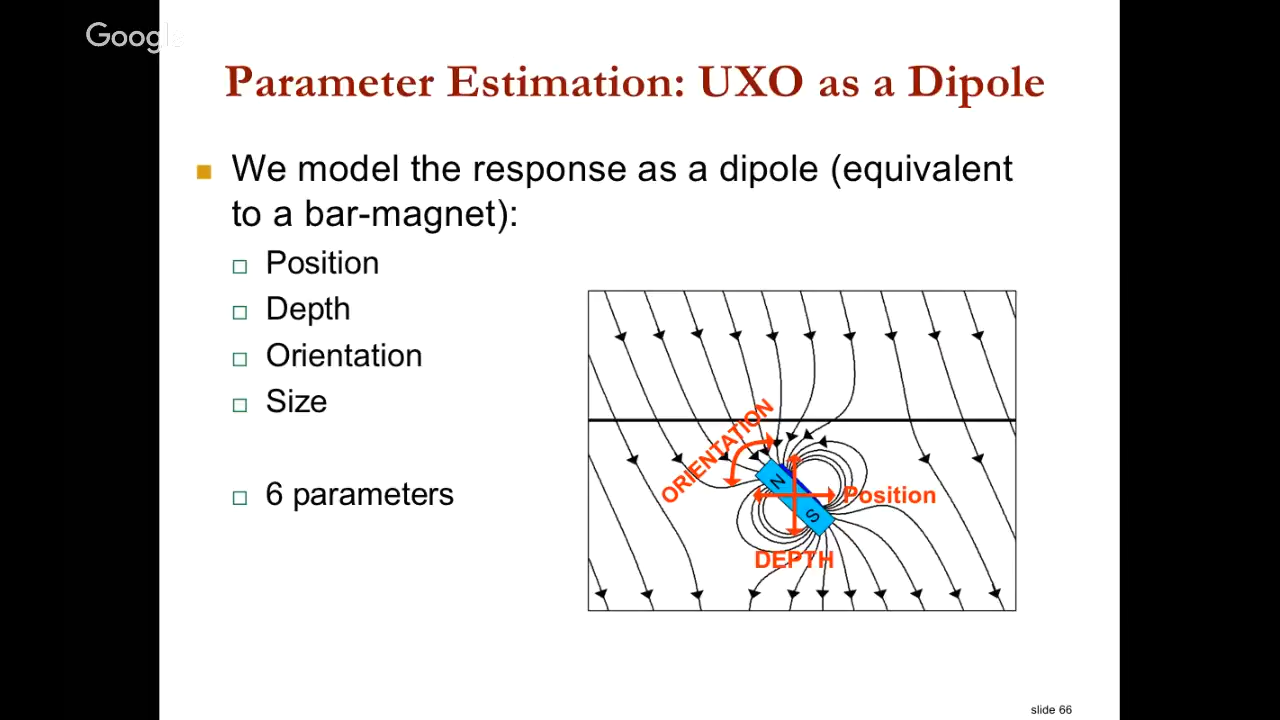 Google
Parameter Estimation: UXO as a Dipole
We model the response as a dipole (equivalent
to a bar-magnet):
Position
Depth
Orientation
Size
6 parameters
ORIENTATION
N
S
Position
DEPTH
slide 66